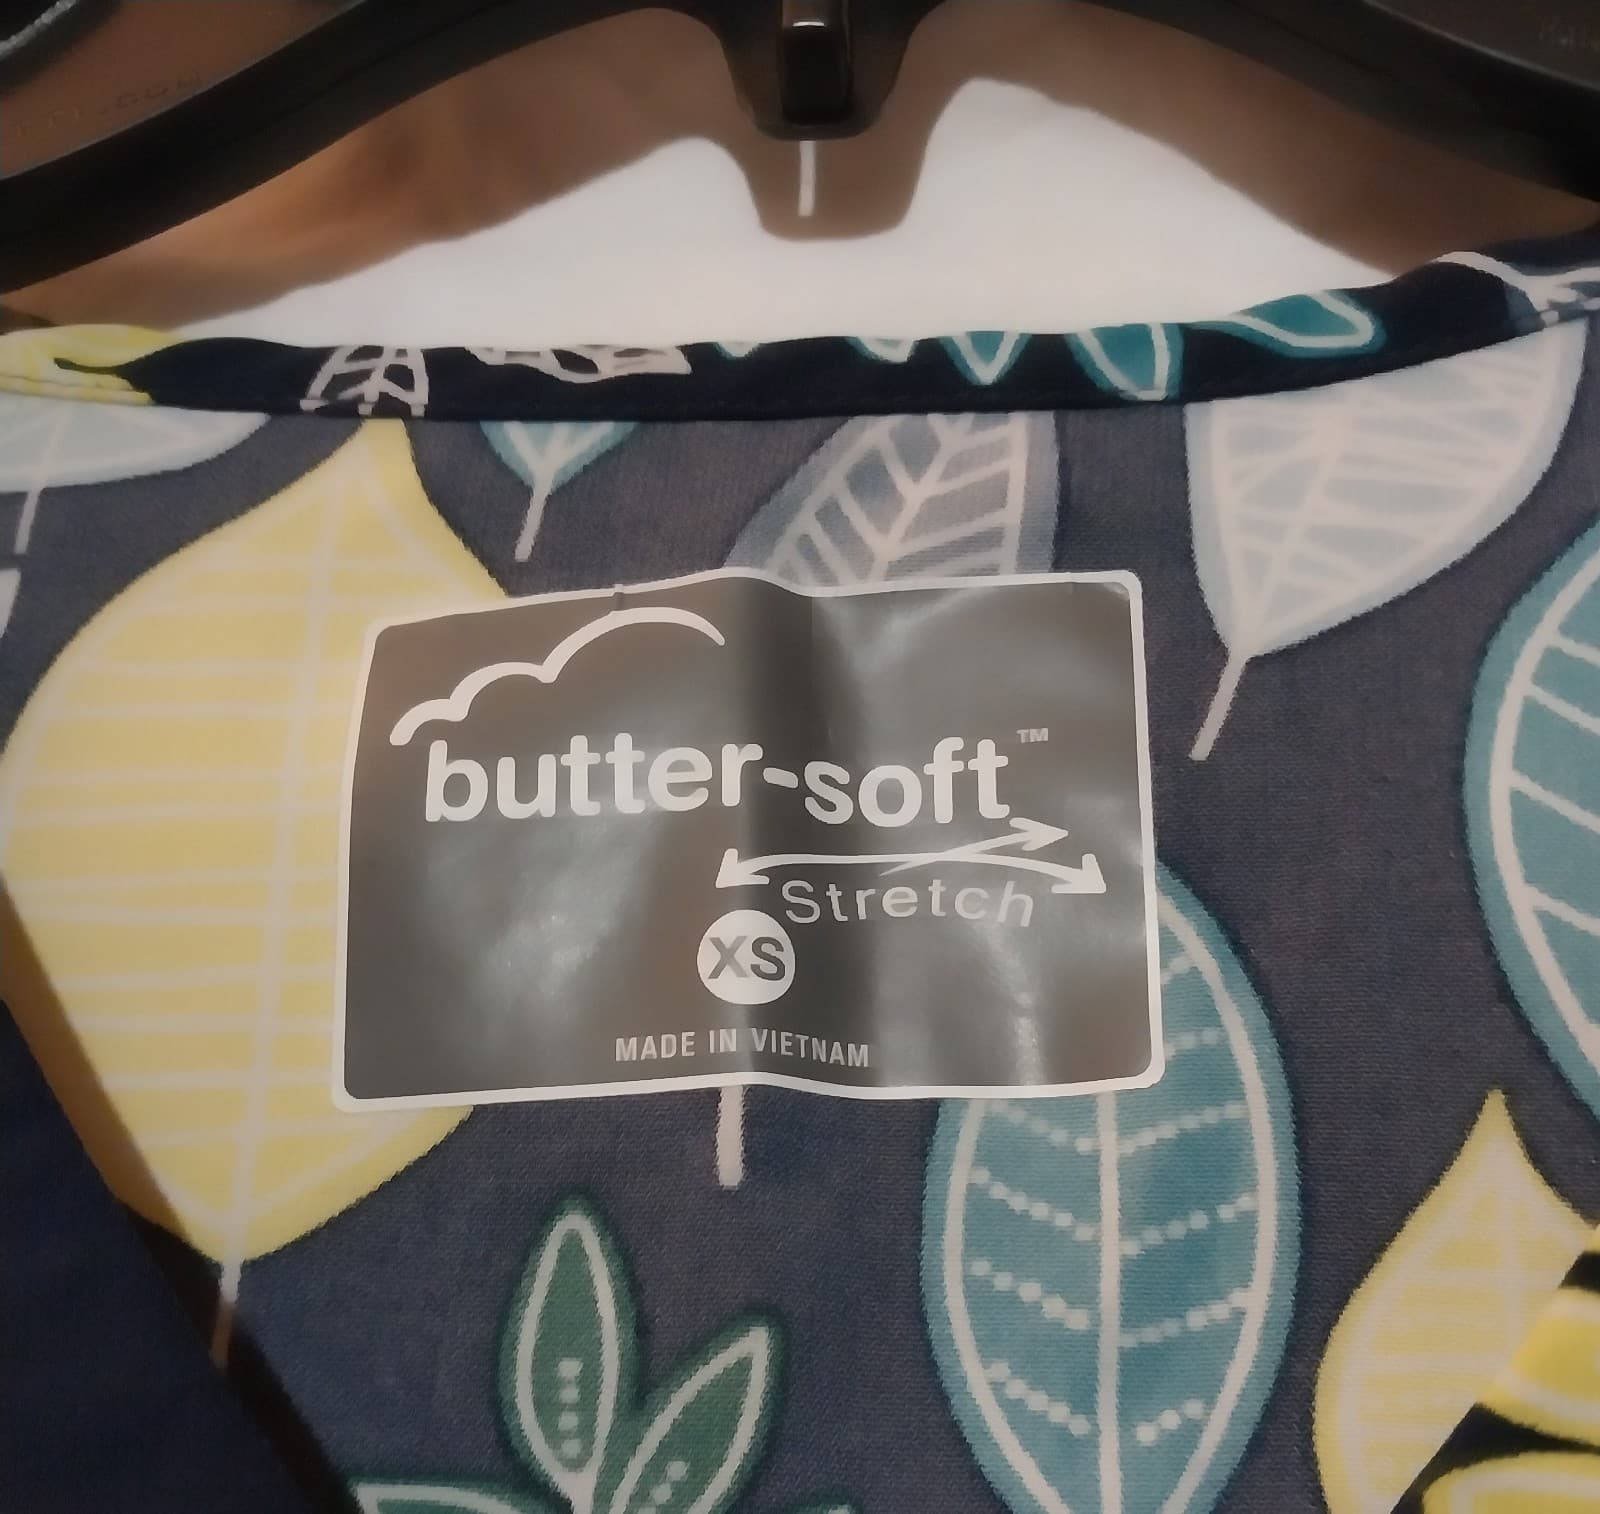 butter-soft™
Stretch
XS
MADE IN VIETNAM